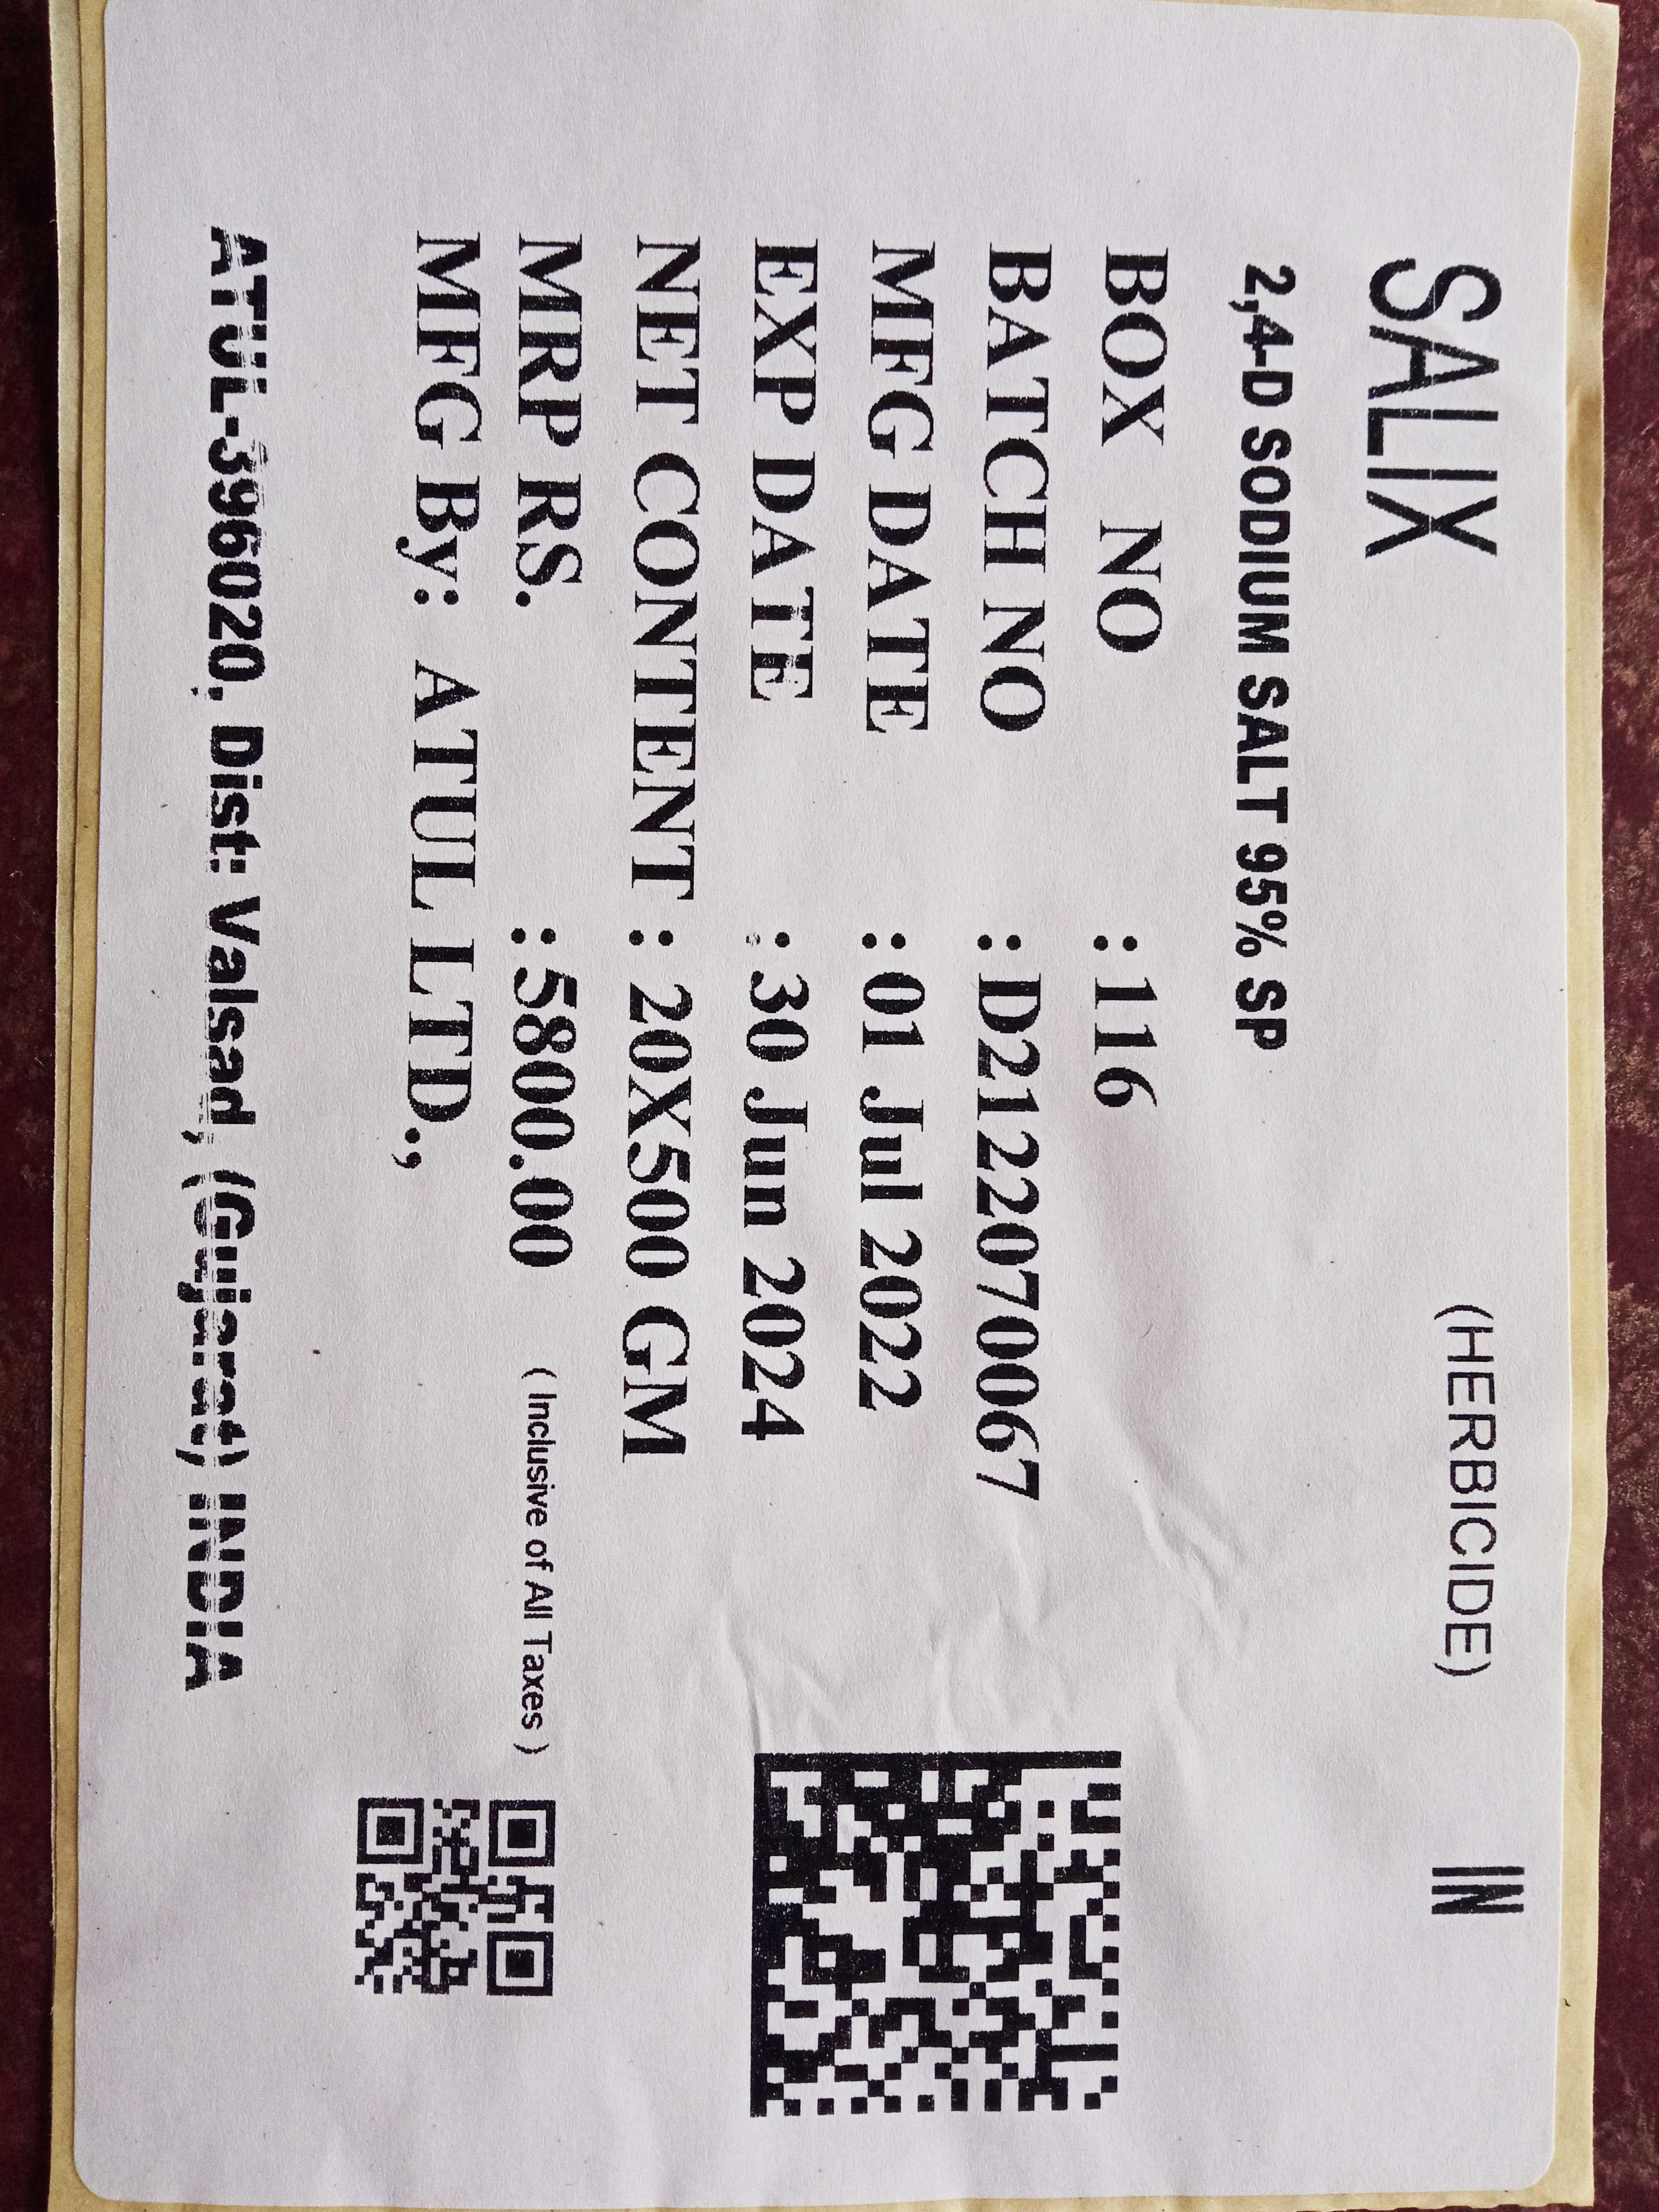 SALIX (HERBICIDE) IN
2,4-D SODIUM SALT 95% SP
BOX NO :116
BATCH NO :D2122070067
MFG DATE :01 Jul 2022
EXP DATE :30 Jun 2024
NET CONTENT : 20X500 GM
MRP RS. :5800.00 ( Inclusive of All Taxes )
MFG By: ATUL LTD.,
ATUL-396020, Dist: Valsad, (Gujarat) INDIA